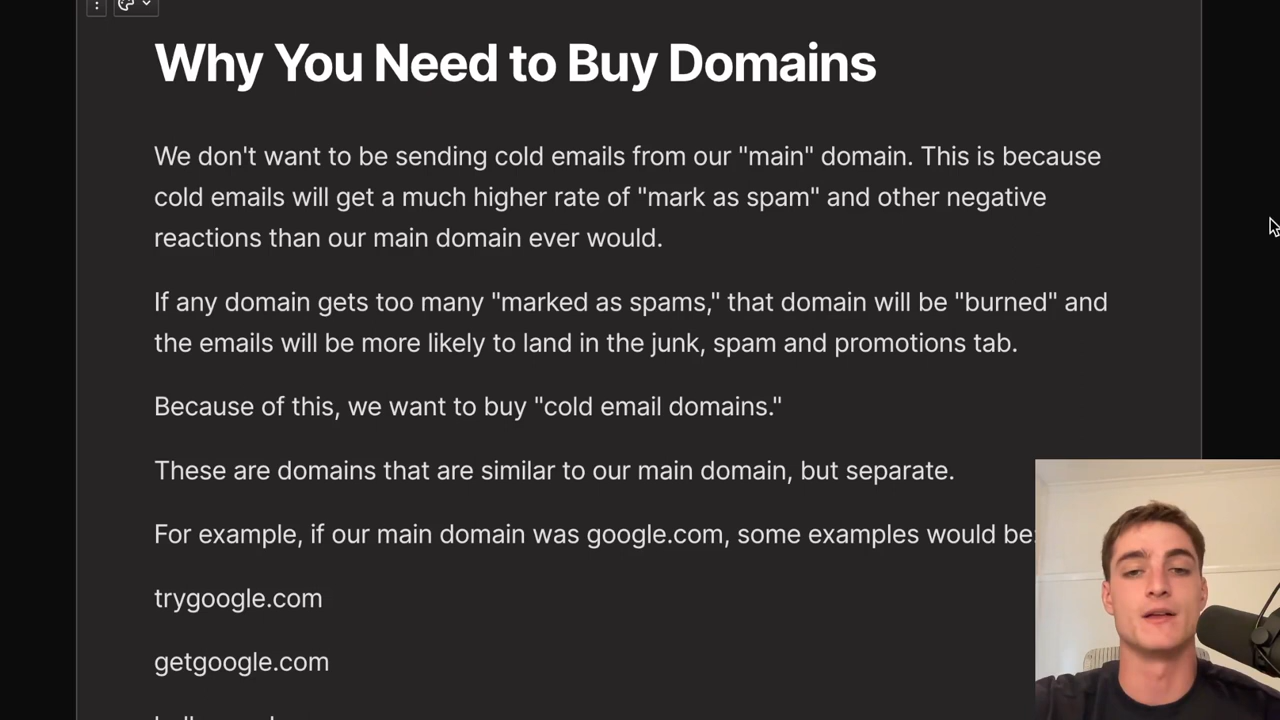 Why You Need to Buy Domains
We don't want to be sending cold emails from our "main" domain. This is because
cold emails will get a much higher rate of "mark as spam" and other negative
reactions than our main domain ever would.
If any domain gets too many "marked as spams," that domain will be "burned" and
the emails will be more likely to land in the junk, spam and promotions tab.
Because of this, we want to buy "cold email domains."
These are domains that are similar to our main domain, but separate.
For example, if our main domain was google.com, some examples would be:
trygoogle.com
getgoogle.com